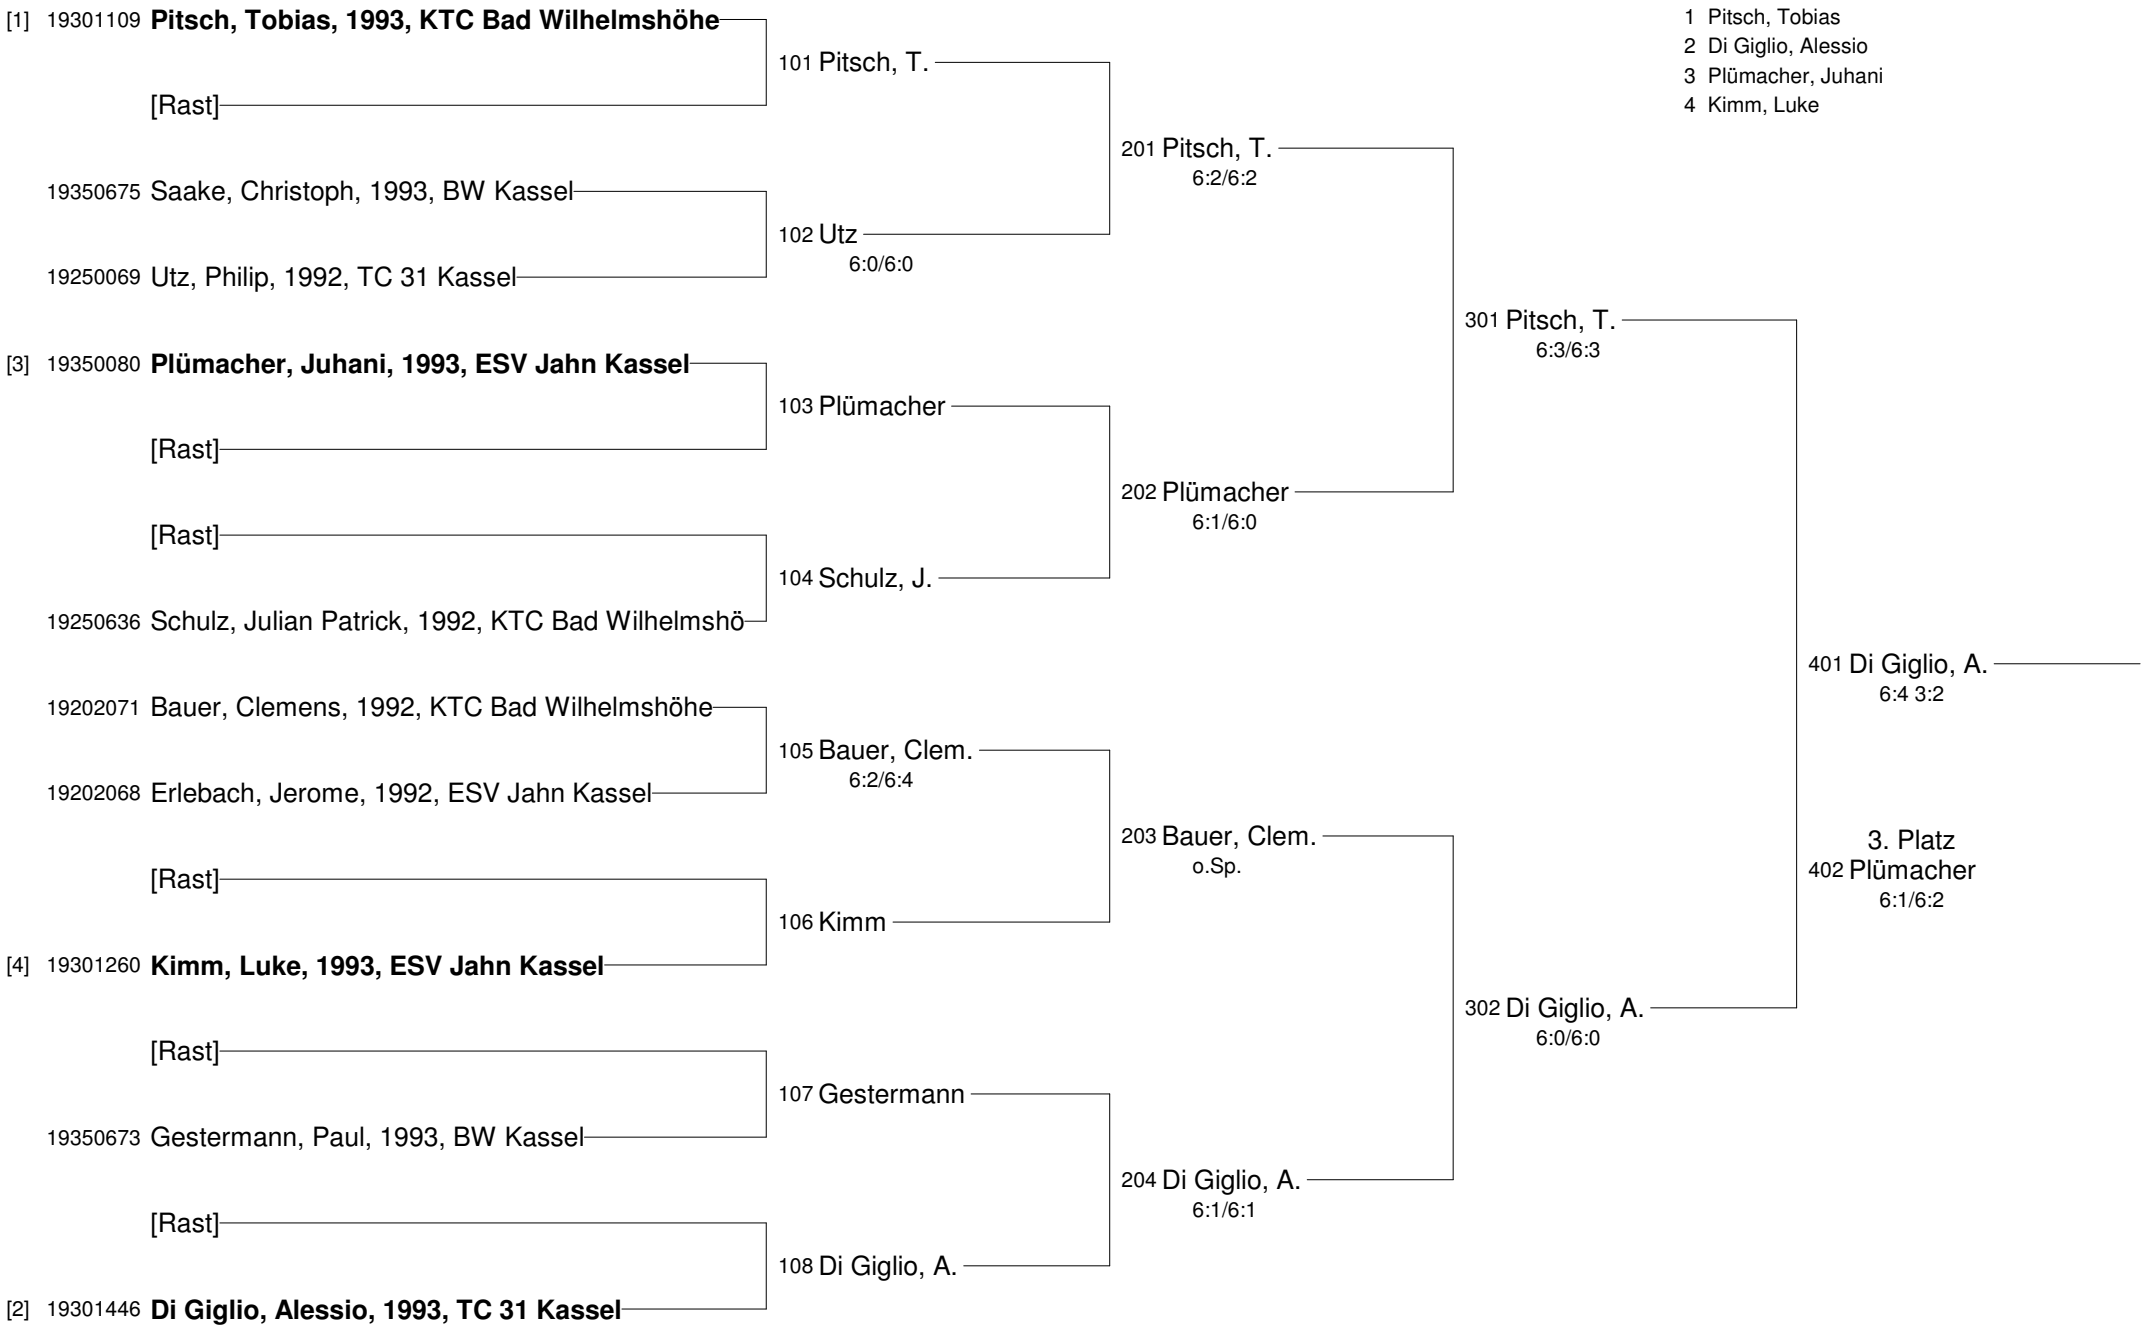 [1] 19301109 Pitsch, Tobias, 1993, KTC Bad Wilhelmshöhe
[Rast]
19350675 Saake, Christoph, 1993, BW Kassel
19250069 Utz, Philip, 1992, TC 31 Kassel
[3] 19350080 Plümacher, Juhani, 1993, ESV Jahn Kassel
[Rast]
[Rast]
19250636 Schulz, Julian Patrick, 1992, KTC Bad Wilhelmshö
19202071 Bauer, Clemens, 1992, KTC Bad Wilhelmshöhe
19202068 Erlebach, Jerome, 1992, ESV Jahn Kassel
[Rast]
[4] 19301260 Kimm, Luke, 1993, ESV Jahn Kassel
[Rast]
19350673 Gestermann, Paul, 1993, BW Kassel
[Rast]
[2] 19301446 Di Giglio, Alessio, 1993, TC 31 Kassel
101 Pitsch, T.
102 Utz
6:0/6:0
103 Plümacher
104 Schulz, J.
105 Bauer, Clem.
6:2/6:4
106 Kimm
107 Gestermann
108 Di Giglio, A.
201 Pitsch, T.
6:2/6:2
202 Plümacher
6:1/6:0
203 Bauer, Clem.
o.Sp.
204 Di Giglio, A.
6:1/6:1
301 Pitsch, T.
6:3/6:3
302 Di Giglio, A.
6:0/6:0
401 Di Giglio, A.
6:4 3:2
3. Platz
402 Plümacher
6:1/6:2
1 Pitsch, Tobias
2 Di Giglio, Alessio
3 Plümacher, Juhani
4 Kimm, Luke